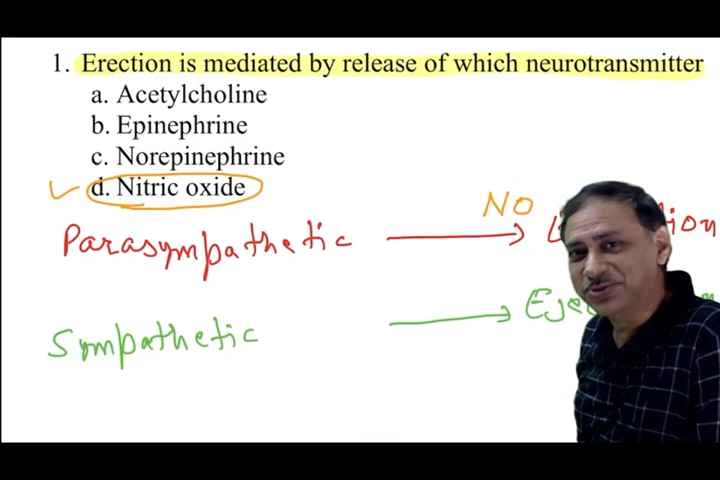 1. Erection is mediated by release of which neurotransmitter
a. Acetylcholine
b. Epinephrine
c. Norepinephrine
d. Nitric oxide
NO
Parasympathetic
Sympathetic